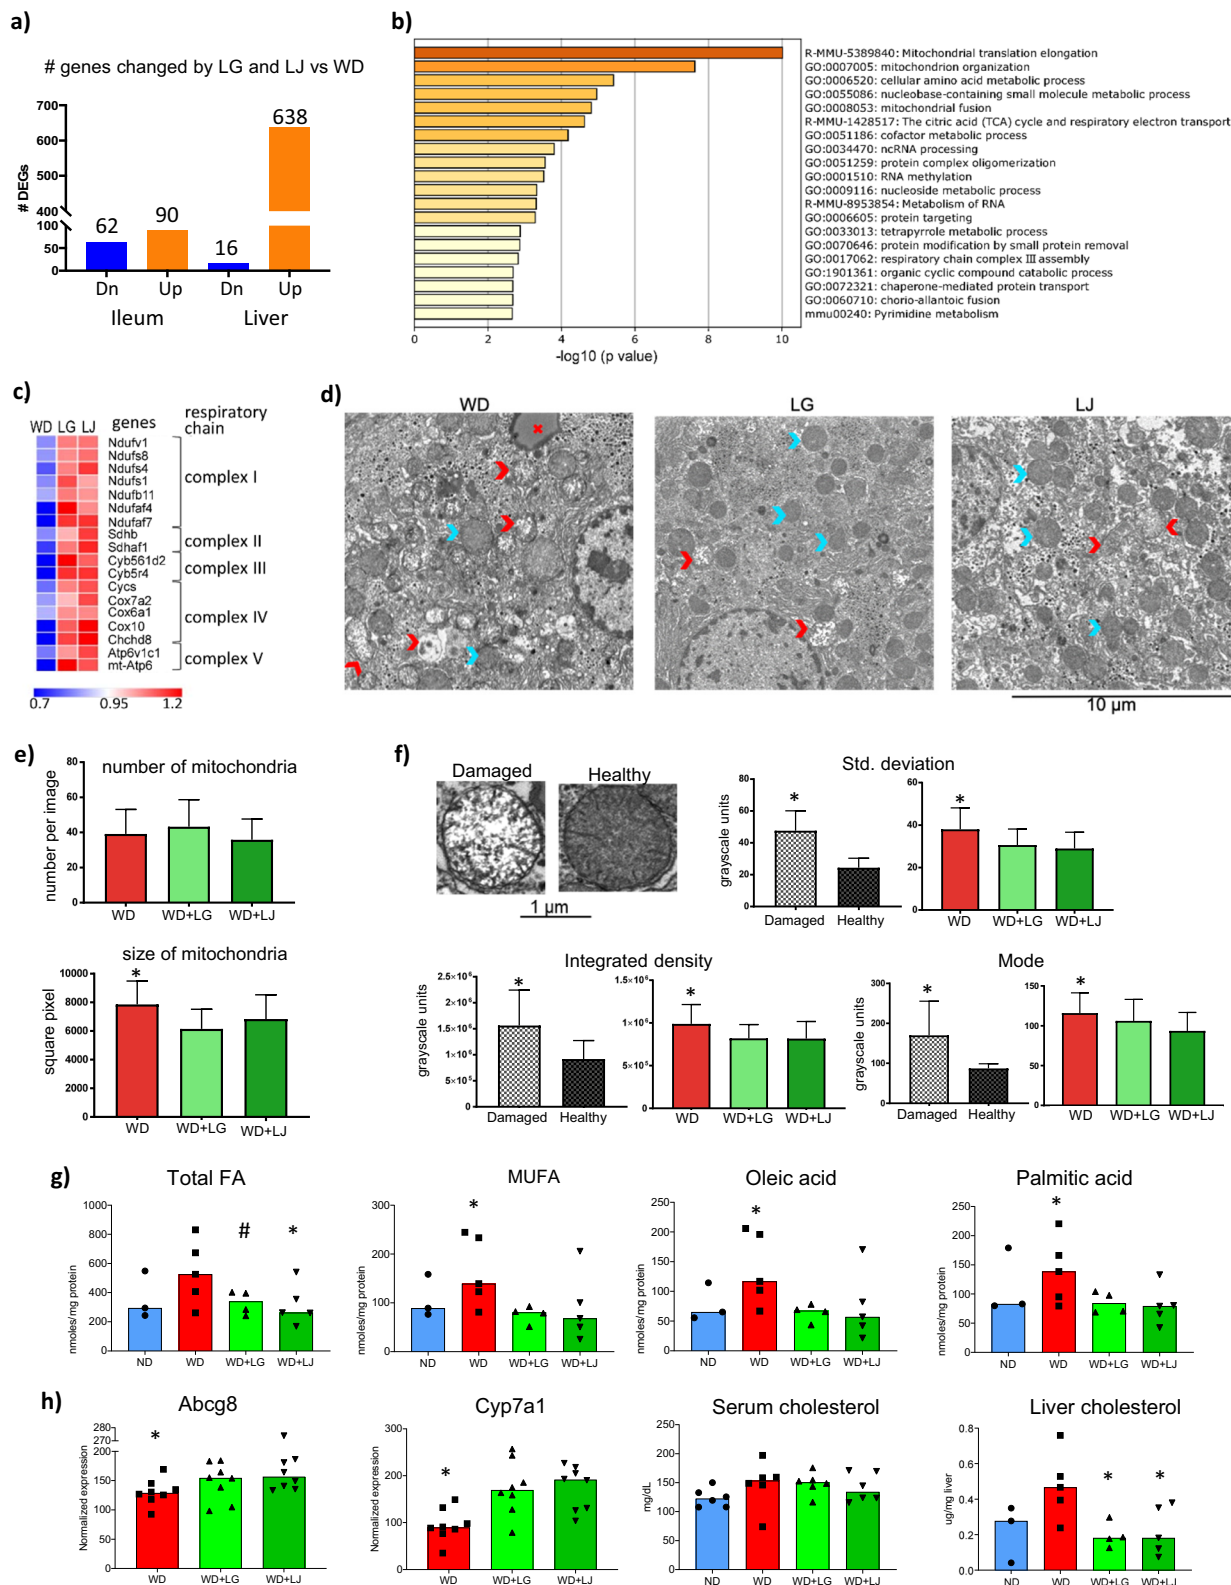 a)
# genes changed by LG and LJ vs WD
# DEGs
700
600
500
400
100
50
0
62
90
16
638
Dn
Up
Dn
Up
Ileum
Liver
b)
R-MMU-5389840: Mitochondrial translation elongation
GO:0007005: mitochondrion organization
GO:0006520: cellular amino acid metabolic process
GO:0055086: nucleobase-containing small molecule metabolic process
GO:0008053: mitochondrial fusion
R-MMU-1428517: The citric acid (TCA) cycle and respiratory electron transport
GO:0051186: cofactor metabolic process
GO:0034470: ncRNA processing
GO:0051259: protein complex oligomerization
GO:0001510: RNA methylation
GO:0009116: nucleoside metabolic process
R-MMU-8953854: Metabolism of RNA
GO:0006605: protein targeting
GO:0033013: tetrapyrrole metabolic process
GO:0070646: protein modification by small protein removal
GO:0017062: respiratory chain complex III assembly
GO:1901361: organic cyclic compound catabolic process
GO:0072321: chaperone-mediated protein transport
GO:0060710: chorio-allantoic fusion
mmu00240: Pyrimidine metabolism
0 2 4 6 8 10
-log10 (p value)
c)
WD LG LJ genes respiratory chain
Ndufv1
Ndufs8
Ndufs4
Ndufs1
Ndufb11
Ndufaf4
Ndufaf7
Sdhb
Sdhaf1
Cyb561d2
Cyb5r4
Cycs
Cox7a2
Cox6a1
Cox10
Chchd8
Atp6v1c1
mt-Atp6
complex I
complex II
complex III
complex IV
complex V
0.7 0.95 1.2
d)
WD
LG
LJ
10 µm
e)
number of mitochondria
number per image
80
60
40
20
0
WD WD+LG WD+LJ
size of mitochondria
square pixel
10000
8000
6000
4000
2000
0
*
WD WD+LG WD+LJ
f)
Damaged Healthy
1 µm
Std. deviation
grayscale units
80
60
40
20
0
*
Damaged Healthy
60
40
20
0
*
WD WD+LG WD+LJ
Integrated density
grayscale units
2.5×10⁶
2×10⁶
1.5×10⁶
1×10⁶
5×10⁵
0
*
Damaged Healthy
1.5×10⁶
1×10⁶
5×10⁵
0
*
WD WD+LG WD+LJ
Mode
grayscale units
300
200
100
0
*
Damaged Healthy
150
100
50
0
*
WD WD+LG WD+LJ
g)
Total FA
nmoles/mg protein
1000
800
600
400
200
0
# *
ND WD WD+LG WD+LJ
MUFA
nmoles/mg protein
300
200
100
0
*
ND WD WD+LG WD+LJ
Oleic acid
nmoles/mg protein
250
200
150
100
50
0
*
ND WD WD+LG WD+LJ
Palmitic acid
nmoles/mg protein
250
200
150
100
50
0
*
ND WD WD+LG WD+LJ
h)
Abcg8
Normalized expression
280
270
200
150
100
50
0
*
WD WD+LG WD+LJ
Cyp7a1
Normalized expression
300
200
100
0
*
WD WD+LG WD+LJ
Serum cholesterol
mg/dL
250
200
150
100
50
0
ND WD WD+LG WD+LJ
Liver cholesterol
ug/mg liver
0.8
0.6
0.4
0.2
0.0
* *
ND WD WD+LG WD+LJ